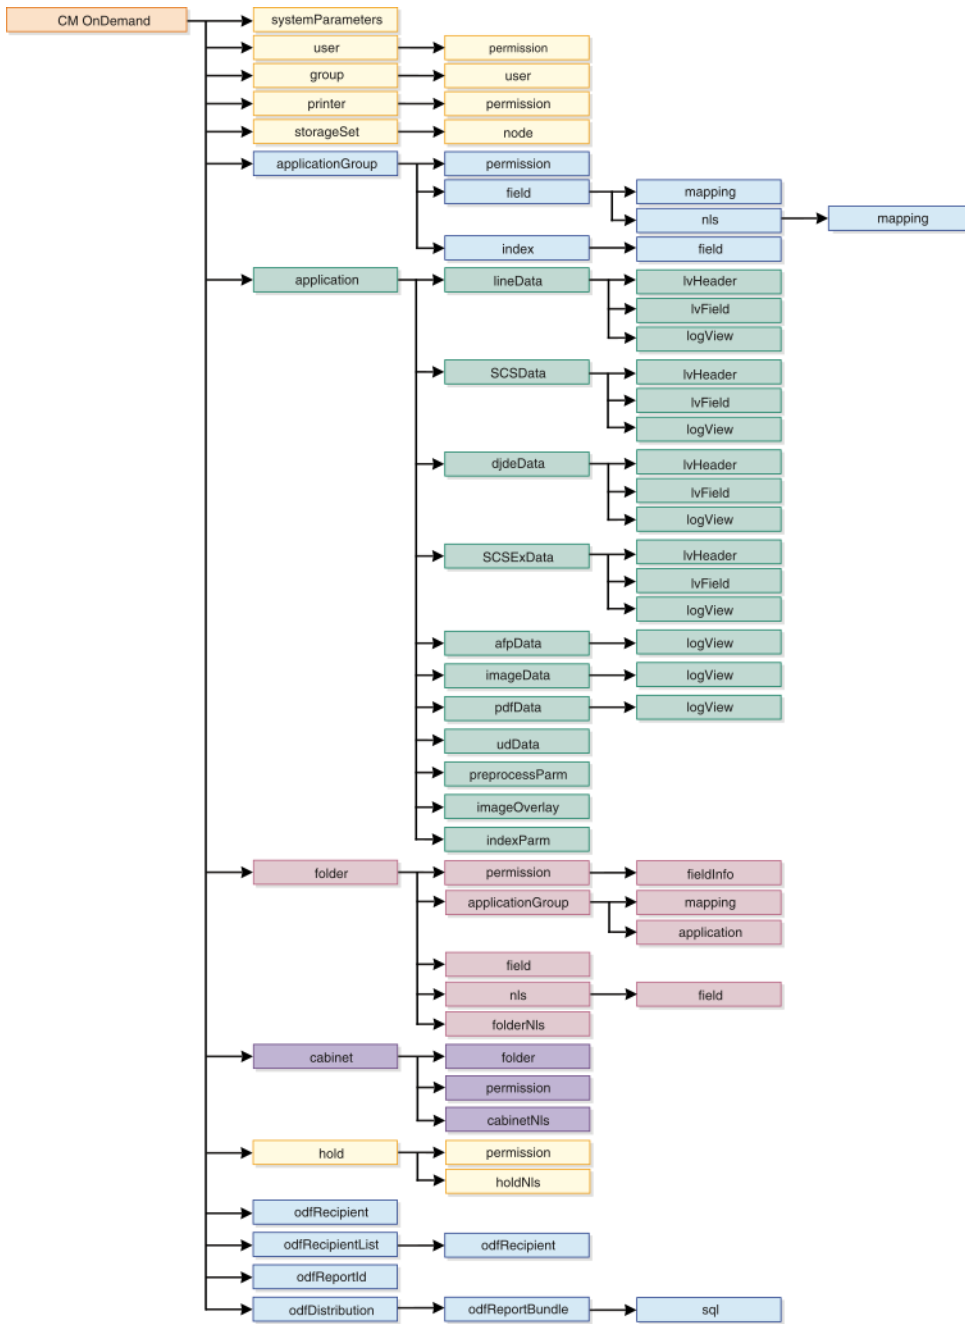 CM OnDemand
systemParameters
user
permission
group
user
printer
permission
storageSet
node
applicationGroup
permission
field
mapping
nls
mapping
index
field
application
lineData
lvHeader
lvField
logView
SCSData
lvHeader
lvField
logView
djdeData
lvHeader
lvField
logView
SCSExData
lvHeader
lvField
logView
afpData
logView
imageData
logView
pdfData
logView
udData
preprocessParm
imageOverlay
indexParm
folder
permission
fieldInfo
applicationGroup
mapping
application
field
nls
field
folderNls
cabinet
folder
permission
cabinetNls
hold
permission
holdNls
odfRecipient
odfRecipientList
odfRecipient
odfReportId
odfDistribution
odfReportBundle
sql